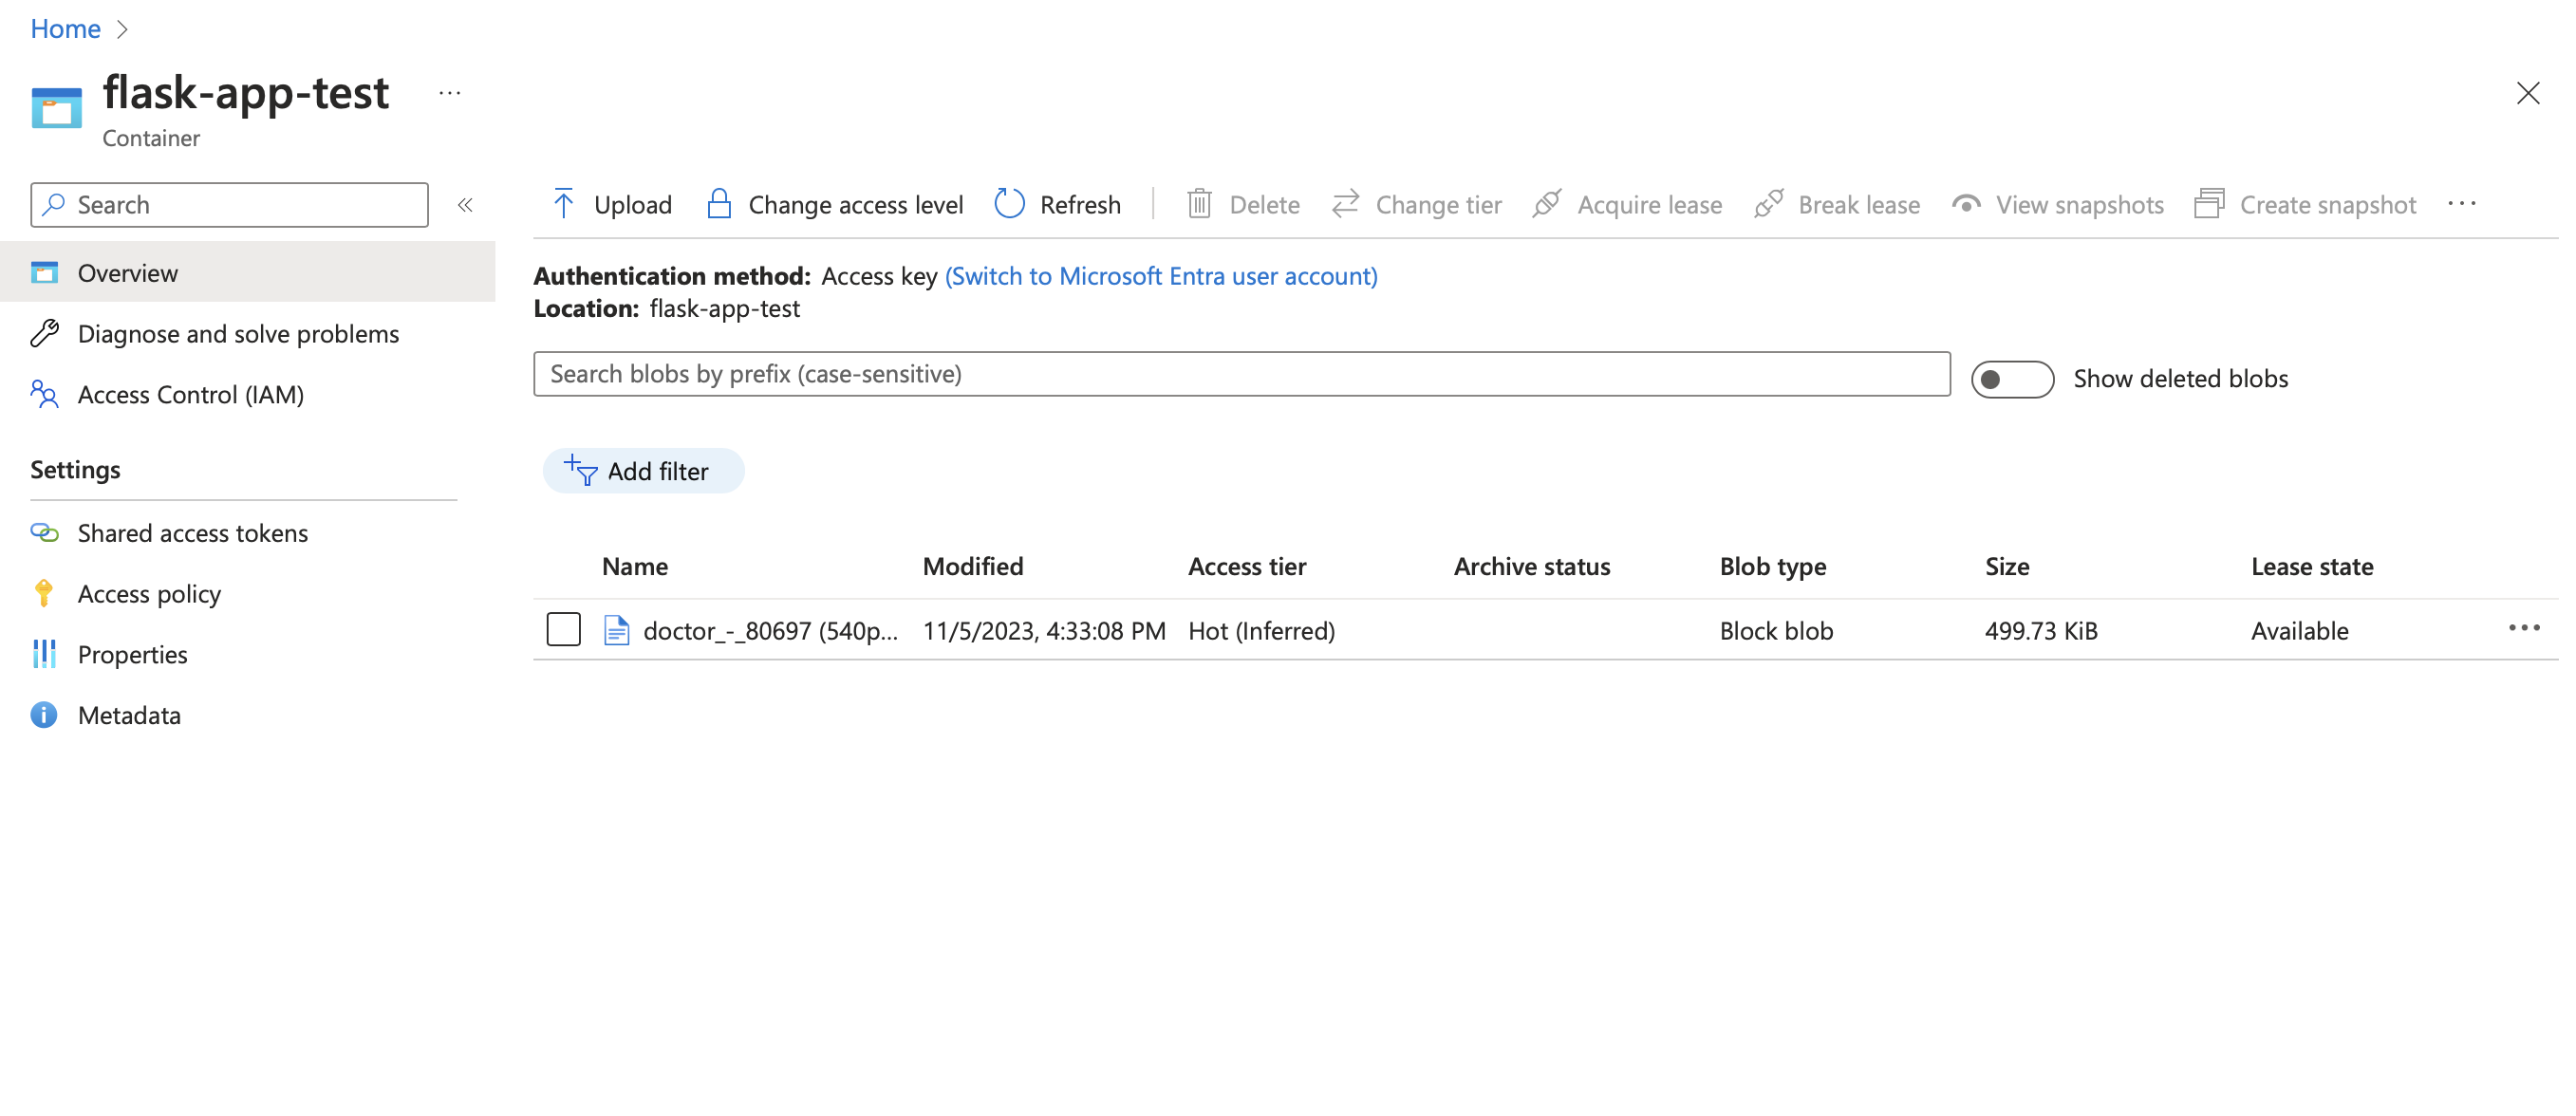 Home
flask-app-test ...
Container
Search
Overview
Diagnose and solve problems
Access Control (IAM)
Settings
Shared access tokens
Access policy
Properties
Metadata
Upload Change access level Refresh Delete Change tier Acquire lease Break lease View snapshots Create snapshot ...
Authentication method: Access key (Switch to Microsoft Entra user account)
Location: flask-app-test
Search blobs by prefix (case-sensitive)
Show deleted blobs
Add filter
Name Modified Access tier Archive status Blob type Size Lease state
doctor_-_80697 (540p... 11/5/2023, 4:33:08 PM Hot (Inferred) Block blob 499.73 KiB Available ...